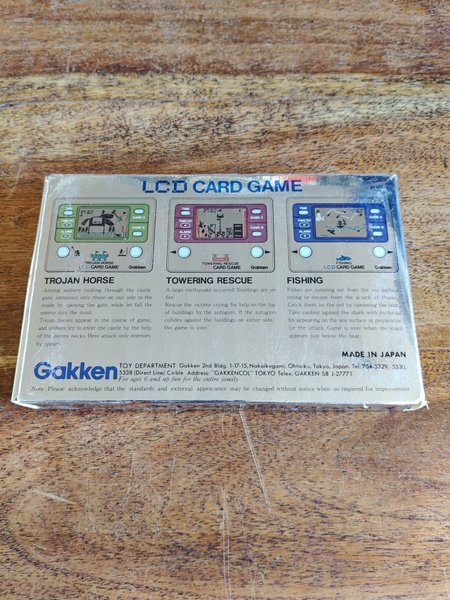 LCD CARD GAME
TROJAN HORSE
LCD CARD GAME
Gakken
TOWERING RESCUE
LCD CARD GAME
Gakken
FISHING
LCD CARD GAME
Gakken
TROJAN HORSE
Among soldiers rushing through the castle
gate, intimately only those on our side to the
inside by opening the gate, while let fall the
enemy into the moat.
Trojan horses appear in the course of game,
and soldiers try to enter the castle by the help
of the horses necks. Here attack only enemies
by spears.
TOWERING RESCUE
A large earthquake occurred! Buildings are on
fire!
Rescue the victims crying for help on the top
of buildings by the autogyro. If the autogyro
collides against the buildings on either side,
the game is over.
FISHING
Fishes are jumping out from the sea surface
trying to escape from the attack of sharks.
Catch them by the net by operating the boat.
Take caution against the shark with its dorsal
fin appearing on the sea surface in preparation
for the attack. Game is over when the shark
appears just below the boat.
MADE IN JAPAN
Gakken
TOY DEPARTMENT Gakken 2nd Bldg. 1-17-15, Nakaikegami, Ohta-ku, Tokyo, Japan. Tel: 754-5329, 5330,
5338 (Direct Line) Cable Address: "GAKKENCOL" TOKYO Telex: GAKKEN SB J-27771
For ages 6 and up fun for the entire family.
Note: Please acknowledge that the standards and external appearance may be changed without notice when so required for improvement.